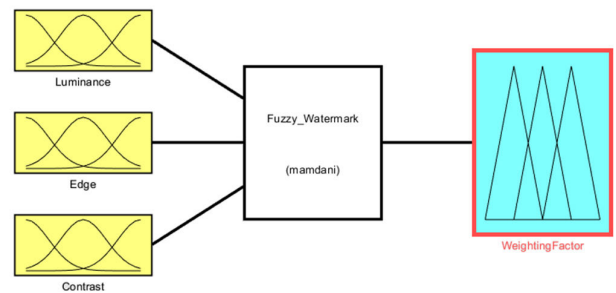 Luminance
Edge
Contrast
Fuzzy_Watermark
(mamdani)
WeightingFactor